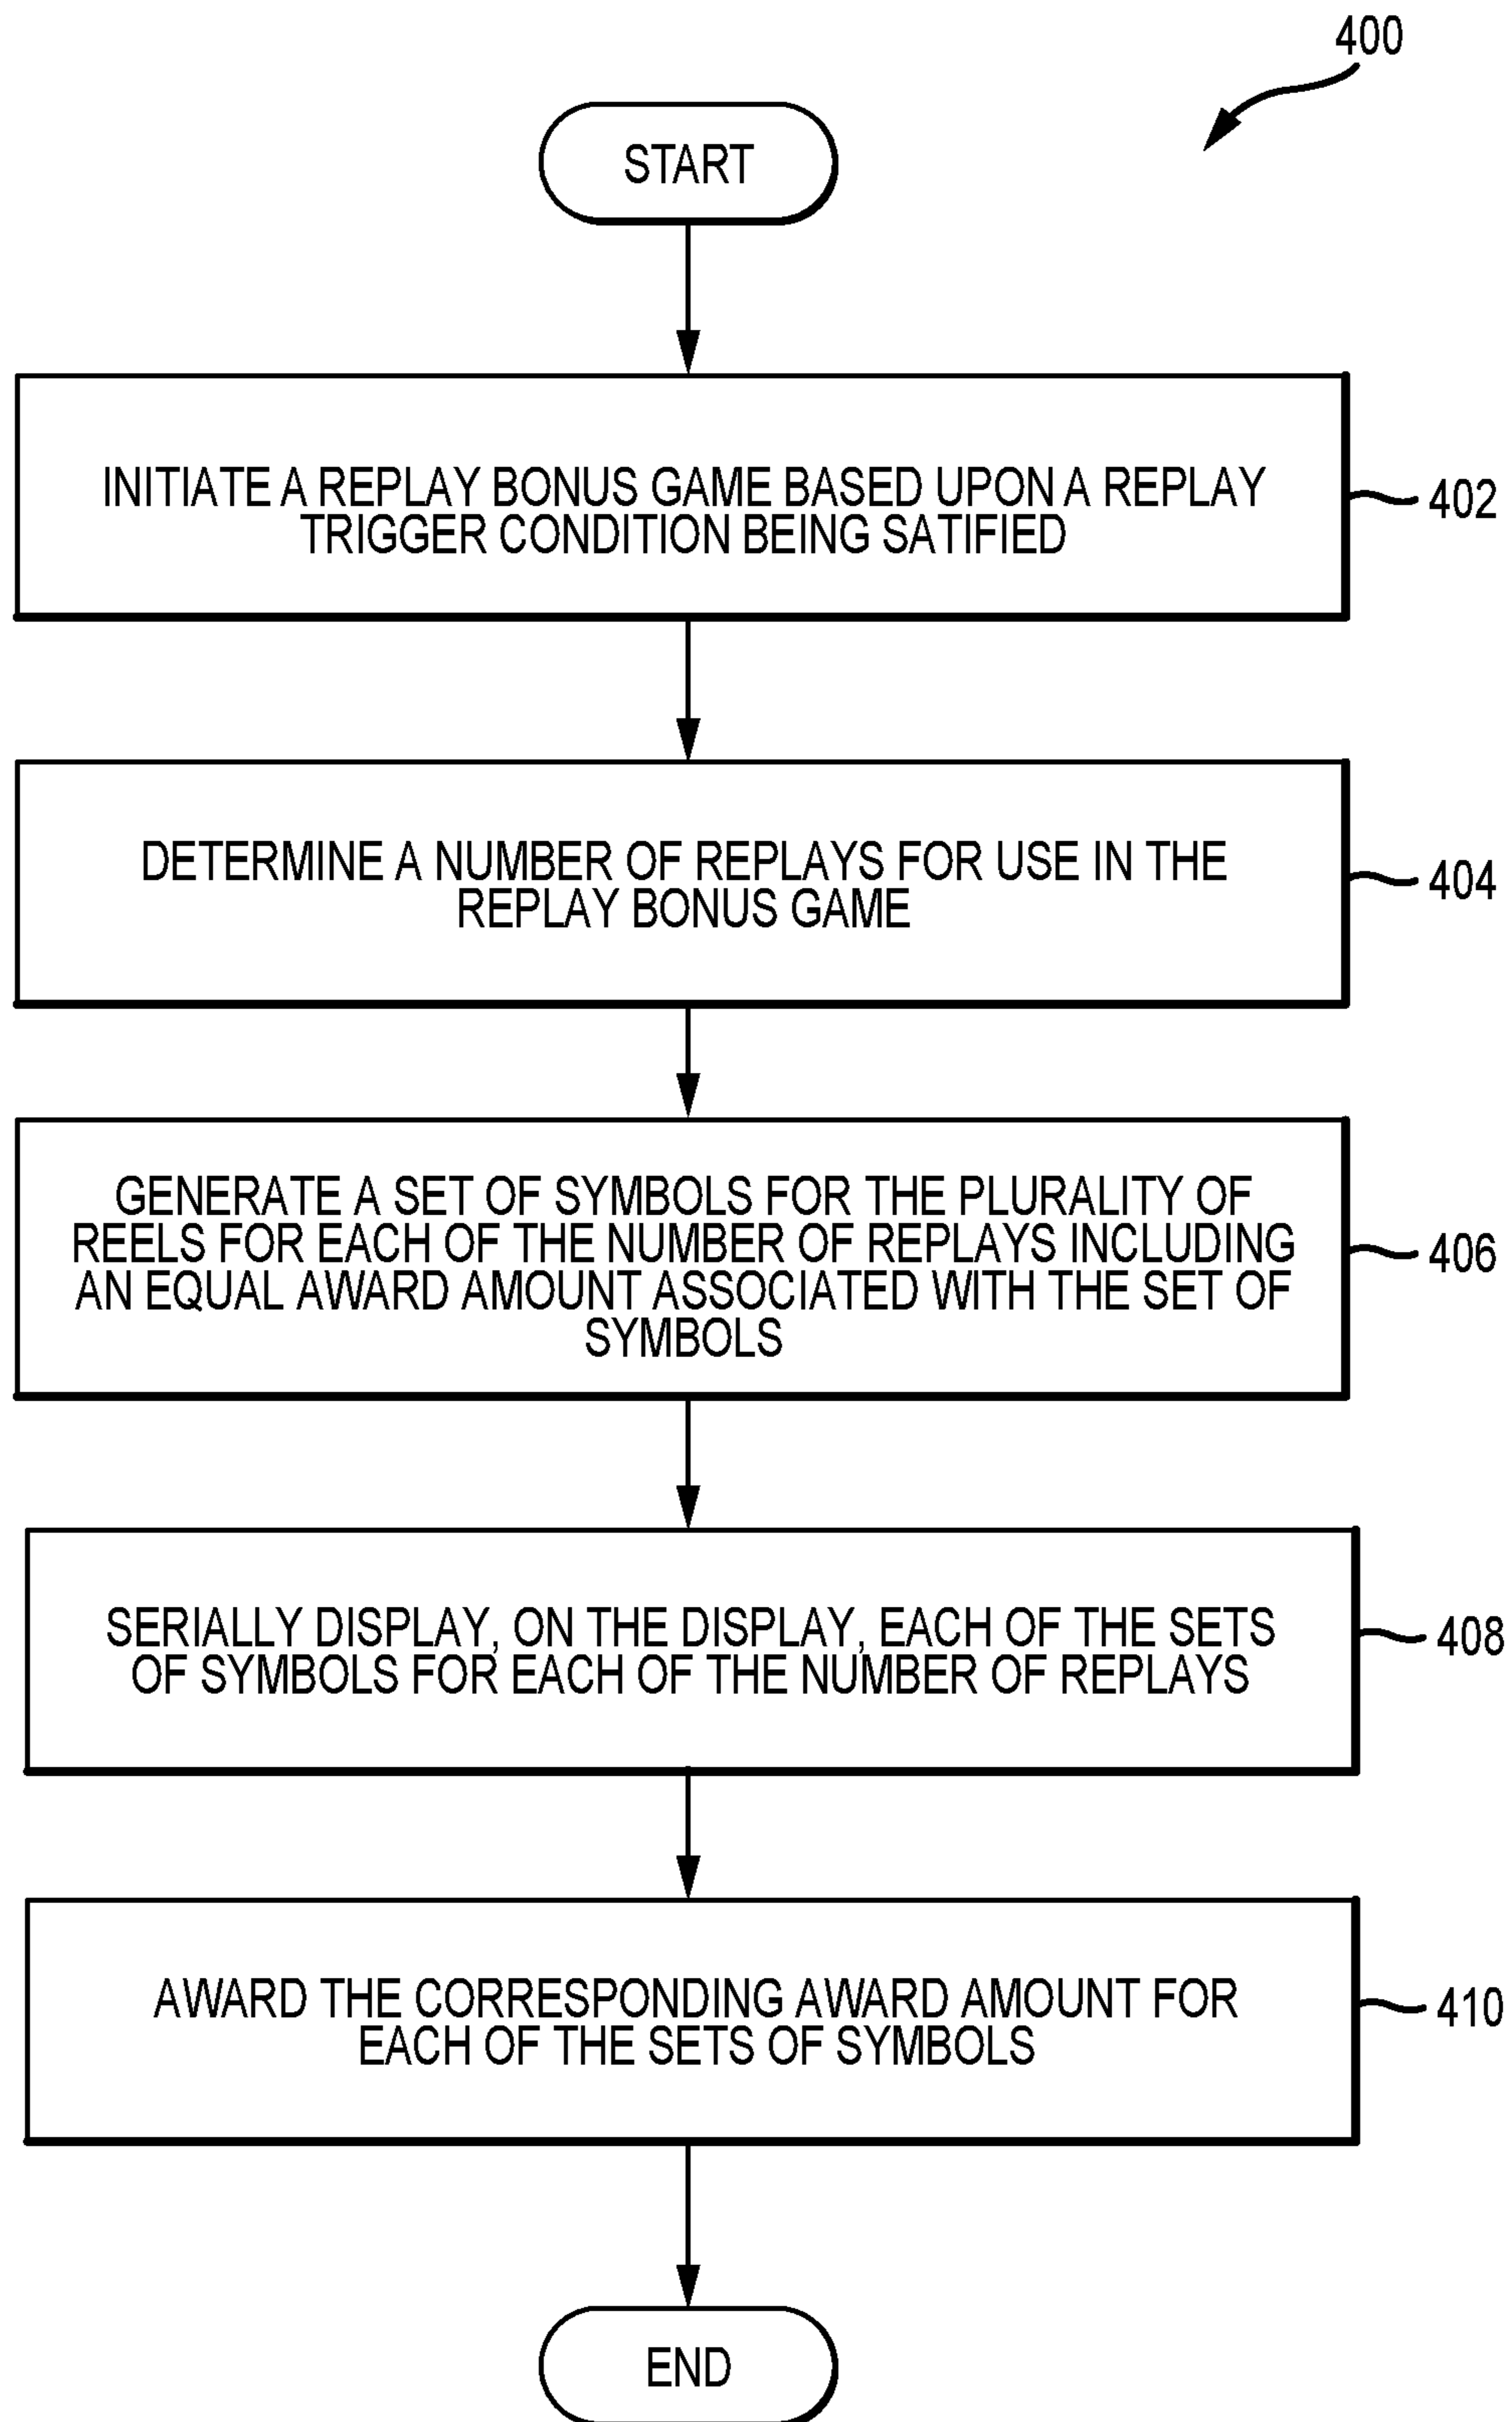 400
START
INITIATE A REPLAY BONUS GAME BASED UPON A REPLAY
TRIGGER CONDITION BEING SATIFIED
402
DETERMINE A NUMBER OF REPLAYS FOR USE IN THE
REPLAY BONUS GAME
404
GENERATE A SET OF SYMBOLS FOR THE PLURALITY OF
REELS FOR EACH OF THE NUMBER OF REPLAYS INCLUDING
AN EQUAL AWARD AMOUNT ASSOCIATED WITH THE SET OF
SYMBOLS
406
SERIALLY DISPLAY, ON THE DISPLAY, EACH OF THE SETS
OF SYMBOLS FOR EACH OF THE NUMBER OF REPLAYS
408
AWARD THE CORRESPONDING AWARD AMOUNT FOR
EACH OF THE SETS OF SYMBOLS
410
END